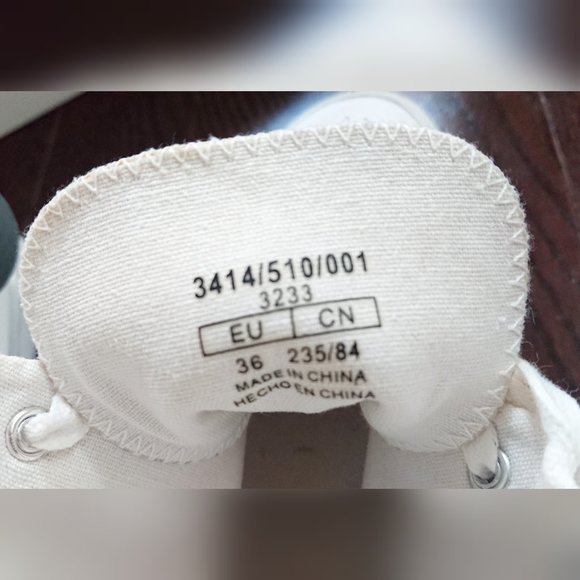 3414/510/001
3233
EU CN
36 235/84
MADE IN CHINA
HECHO EN CHINA